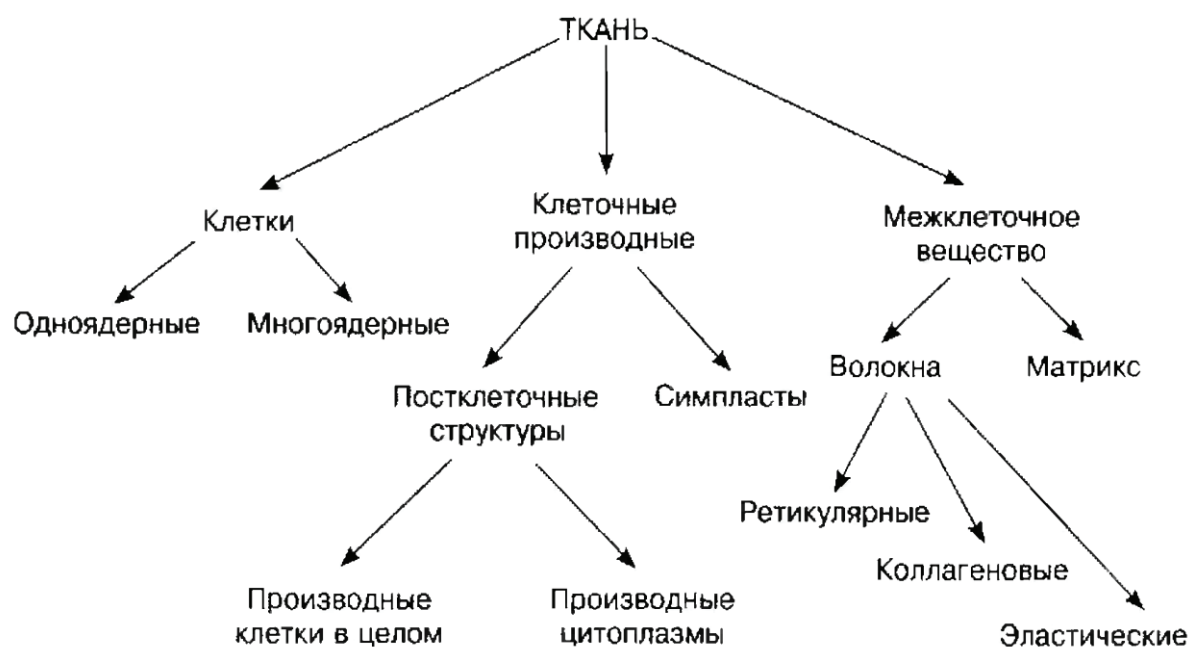 ТКАНЬ
Клетки
Клеточные
производные
Межклеточное
вещество
Одноядерные
Многоядерные
Постклеточные
структуры
Симпласты
Волокна
Матрикс
Производные
клетки в целом
Производные
цитоплазмы
Ретикулярные
Коллагеновые
Эластические